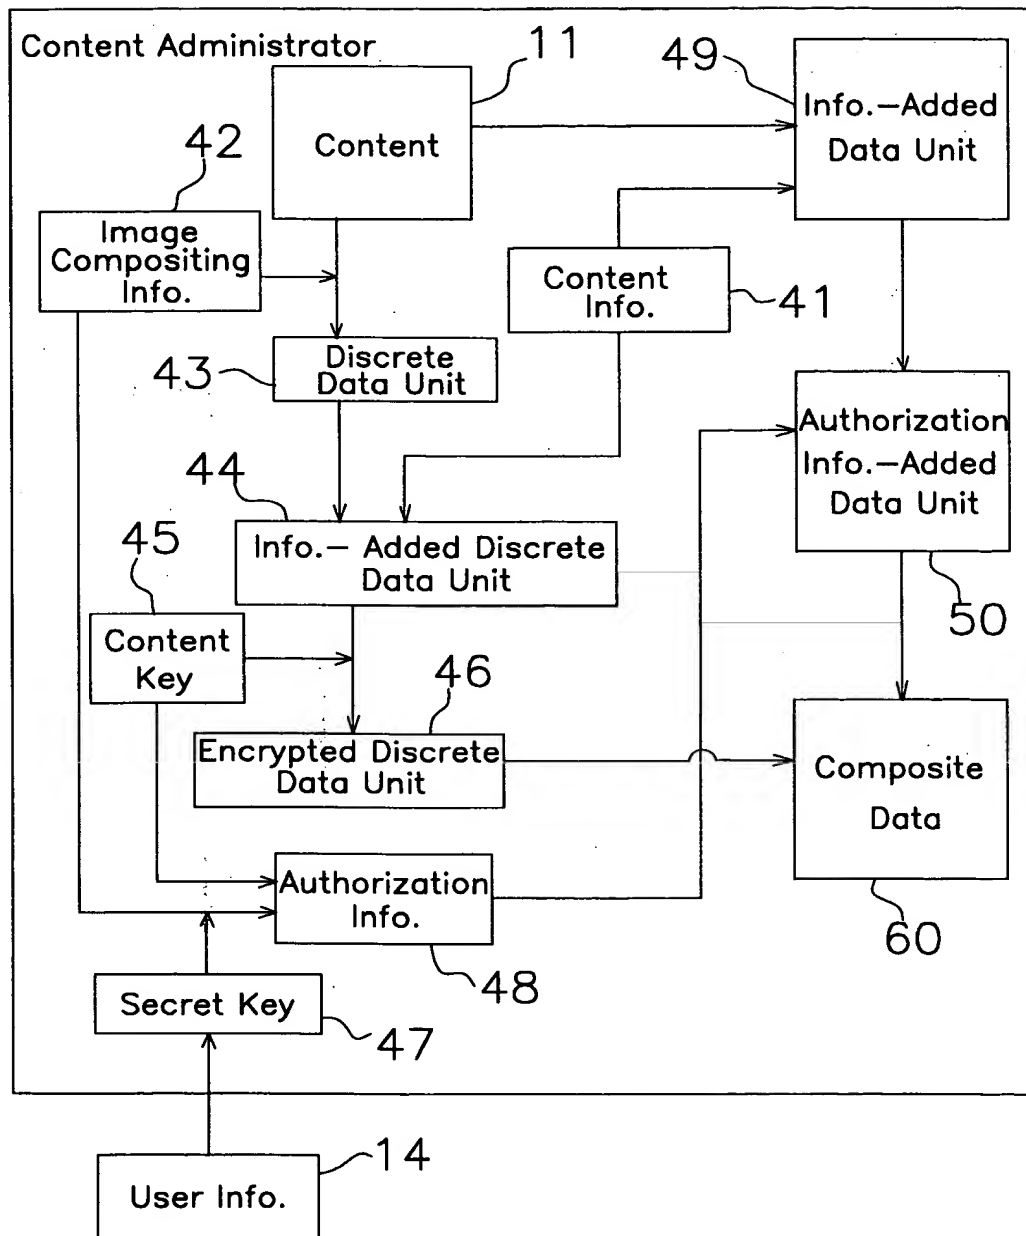 Content Administrator
11
Content
49
Info.-Added
Data Unit
42
Image
Compositing
Info.
Content
Info.
41
43
Discrete
Data Unit
Authorization
Info.-Added
Data Unit
50
44
Info.- Added Discrete
Data Unit
45
Content
Key
46
Encrypted Discrete
Data Unit
Composite
Data
60
Authorization
Info.
48
Secret Key
47
14
User Info.